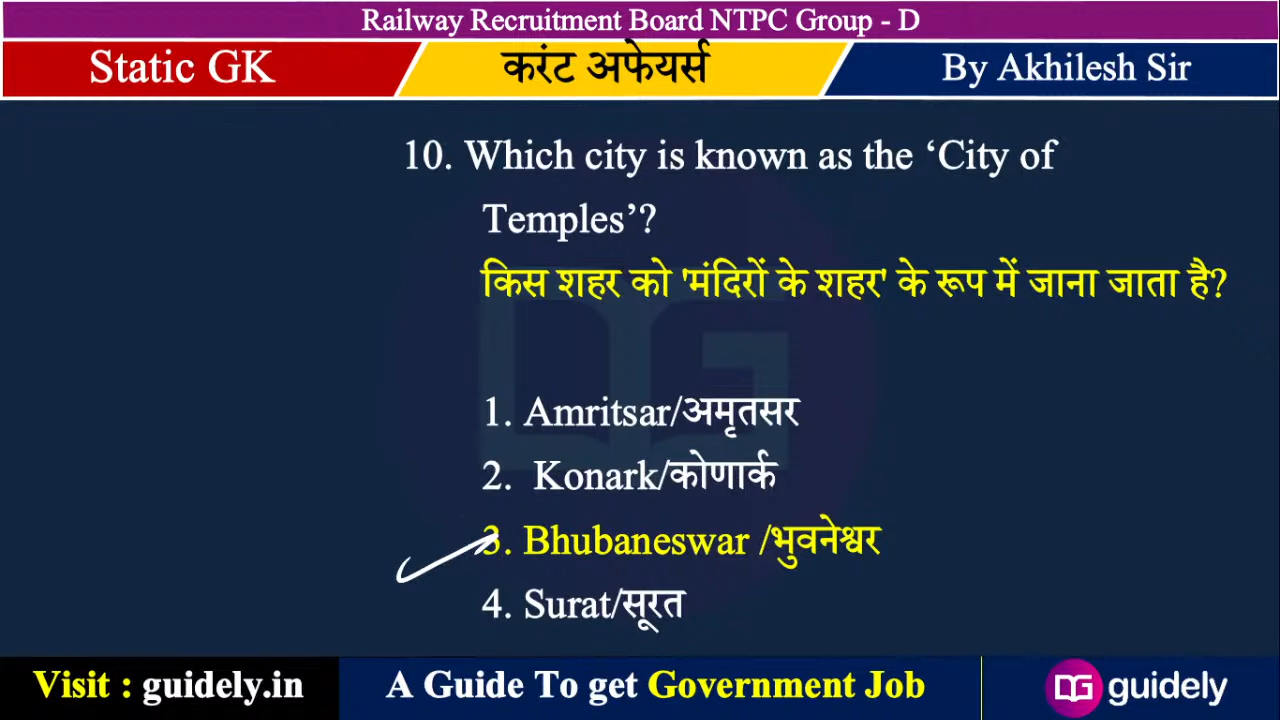 Railway Recruitment Board NTPC Group - D
Static GK
करंट अफेयर्स
By Akhilesh Sir
10. Which city is known as the ‘City of
Temples’?
किस शहर को 'मंदिरों के शहर' के रूप में जाना जाता है?
1. Amritsar/अमृतसर
2. Konark/कोणार्क
3. Bhubaneswar /भुवनेश्वर
4. Surat/सूरत
Visit : guidely.in
A Guide To get Government Job
DG guidely